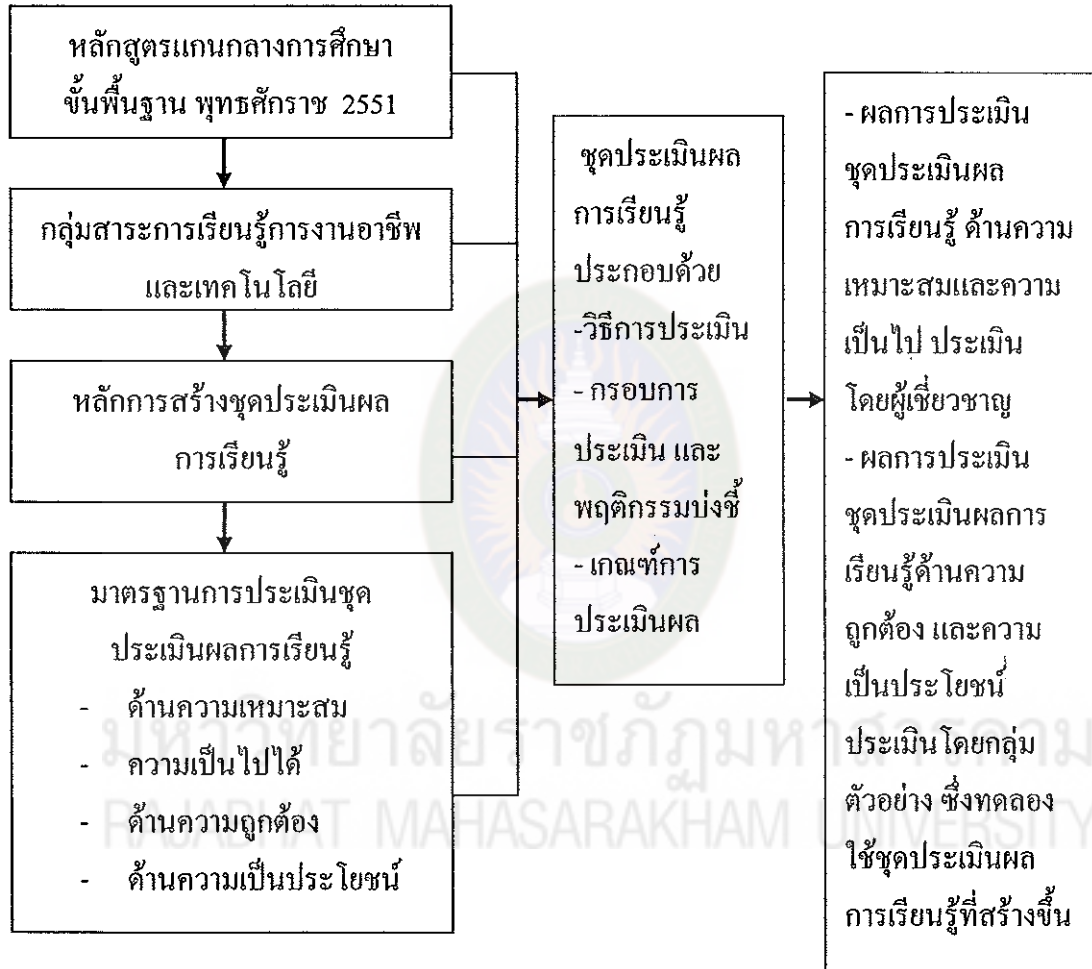 หลักสูตรแกนกลางการศึกษา
ขั้นพื้นฐาน พุทธศักราช 2551
กลุ่มสาระการเรียนรู้การงานอาชีพ
และเทคโนโลยี
หลักการสร้างชุดประเมินผล
การเรียนรู้
มาตรฐานการประเมินชุด
ประเมินผลการเรียนรู้
- ด้านความเหมาะสม
- ความเป็นไปได้
- ด้านความถูกต้อง
- ด้านความเป็นประโยชน์
ชุดประเมินผล
การเรียนรู้
ประกอบด้วย
-วิธีการประเมิน
- กรอบการ
ประเมิน และ
พฤติกรรมบ่งชี้
- เกณฑ์การ
ประเมินผล
- ผลการประเมิน
ชุดประเมินผล
การเรียนรู้ ด้านความ
เหมาะสมและความ
เป็นไป ประเมิน
โดยผู้เชี่ยวชาญ
- ผลการประเมิน
ชุดประเมินผลการ
เรียนรู้ด้านความ
ถูกต้อง และความ
เป็นประโยชน์
ประเมินโดยกลุ่ม
ตัวอย่าง ซึ่งทดลอง
ใช้ชุดประเมินผล
การเรียนรู้ที่สร้างขึ้น
มหาวิทยาลัยราชภัฏมหาสารคาม
RAJABHAT MAHASARAKHAM UNIVERSITY